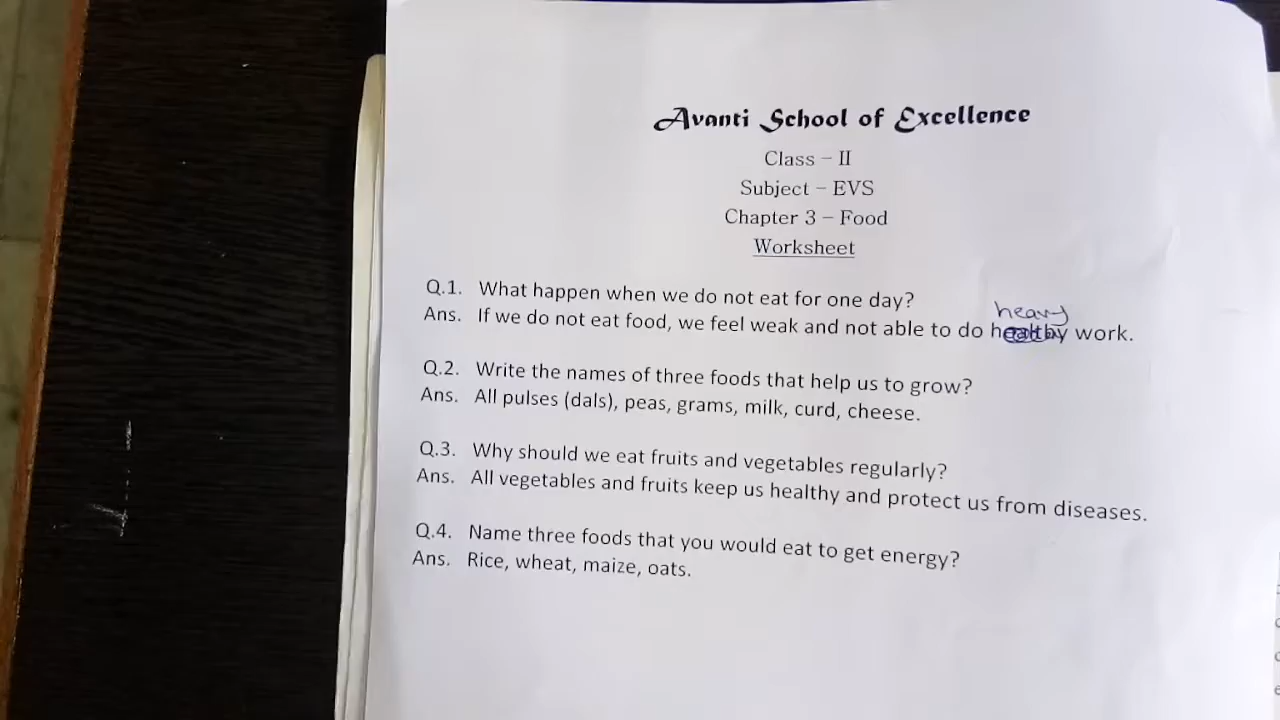 Avanti School of Excellence
Class – II
Subject – EVS
Chapter 3 – Food
Worksheet
Q.1. What happen when we do not eat for one day?
heavy
Ans. If we do not eat food, we feel weak and not able to do healthy work.
Q.2. Write the names of three foods that help us to grow?
Ans. All pulses (dals), peas, grams, milk, curd, cheese.
Q.3. Why should we eat fruits and vegetables regularly?
Ans. All vegetables and fruits keep us healthy and protect us from diseases.
Q.4. Name three foods that you would eat to get energy?
Ans. Rice, wheat, maize, oats.